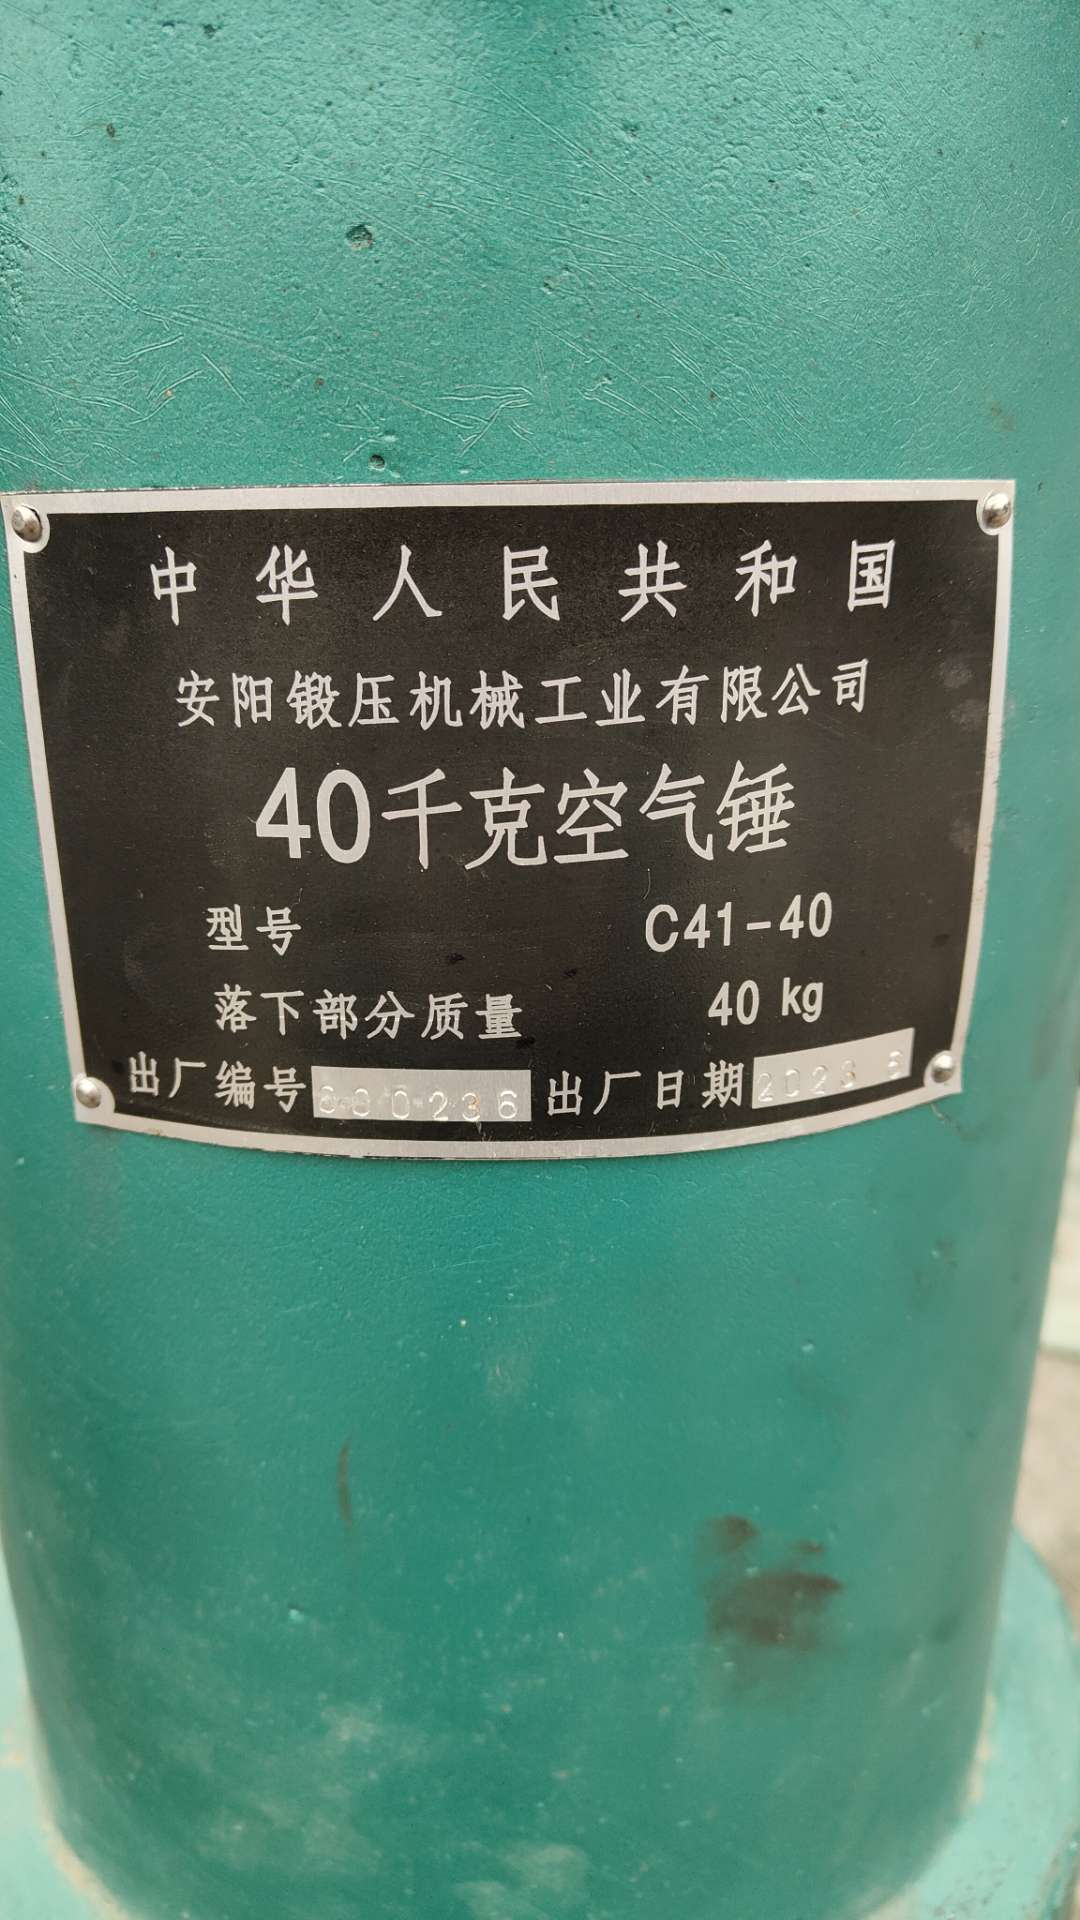 中华人民共和国
安阳锻压机械工业有限公司
40千克空气锤
型号 C41-40
落下部分质量 40 kg
出厂编号 出厂日期